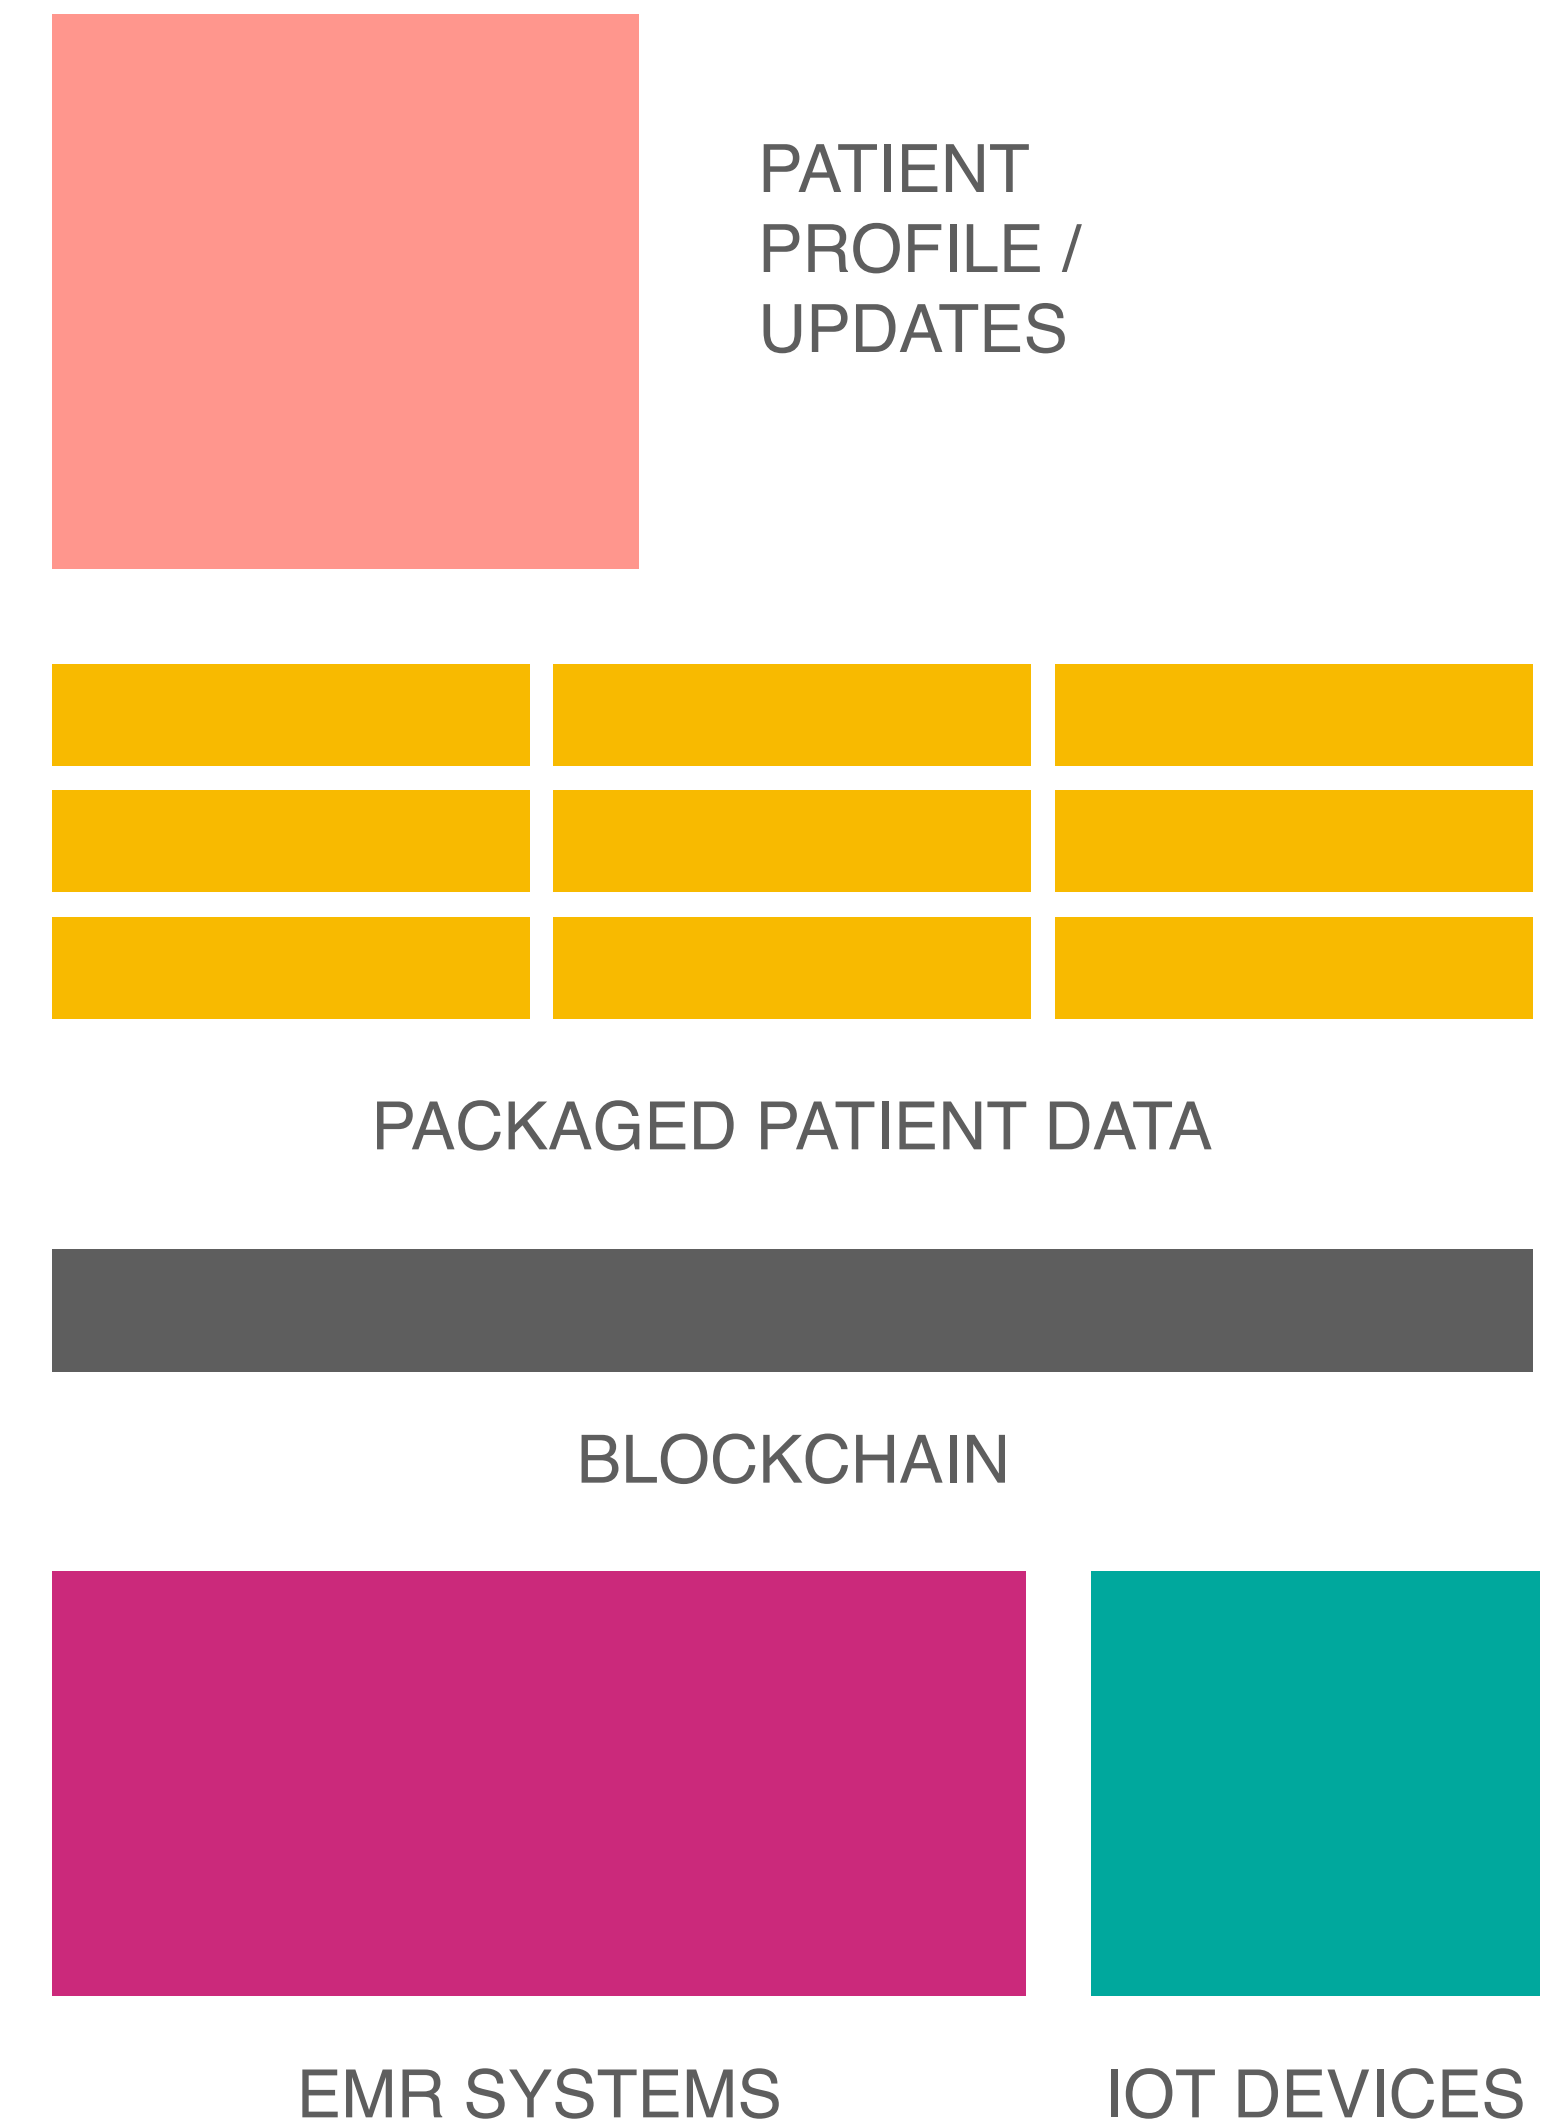 PATIENT
PROFILE /
UPDATES
PACKAGED PATIENT DATA
BLOCKCHAIN
EMR SYSTEMS
IOT DEVICES